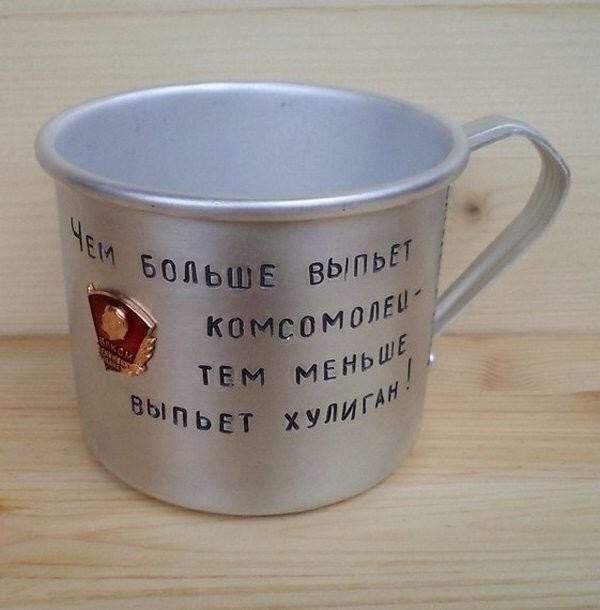 Чем больше выпьет
комсомолец-
тем меньше
выпьет хулиган!